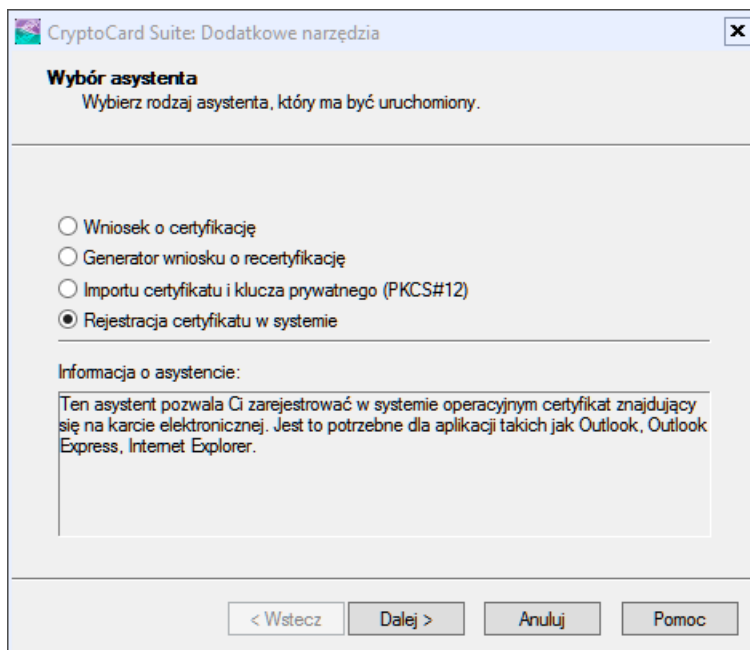 CryptoCard Suite: Dodatkowe narzędzia
Wybór asystenta
Wybierz rodzaj asystenta, który ma być uruchomiony.
Wniosek o certyfikację
Generator wniosku o recertyfikację
Importu certyfikatu i klucza prywatnego (PKCS#12)
Rejestracja certyfikatu w systemie
Informacja o asystencie:
Ten asystent pozwala Ci zarejestrować w systemie operacyjnym certyfikat znajdujący
się na karcie elektronicznej. Jest to potrzebne dla aplikacji takich jak Outlook, Outlook
Express, Internet Explorer.
< Wstecz Dalej > Anuluj Pomoc